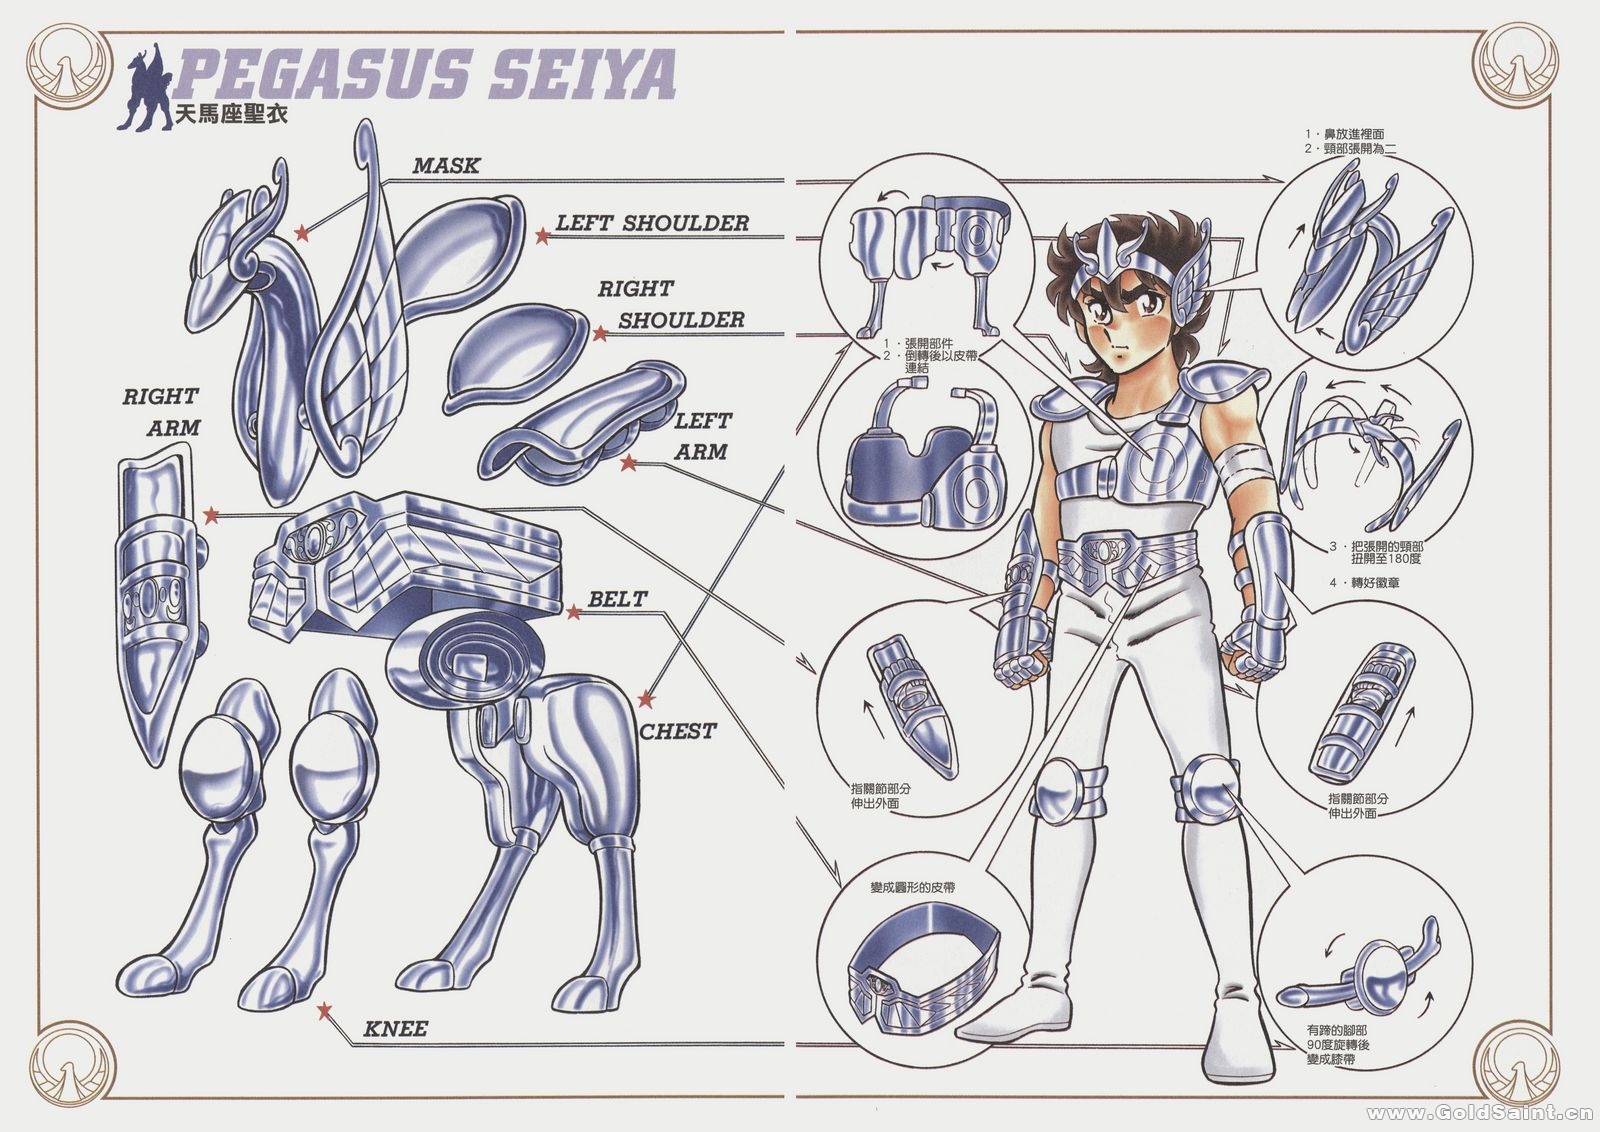 PEGASUS SEIYA
天馬座聖衣
MASK
LEFT SHOULDER
RIGHT
SHOULDER
RIGHT
ARM
LEFT
ARM
BELT
CHEST
KNEE
1・鼻放進裡面
2・頸部張開為二
1・張開部件
2・倒轉後以皮帶
連結
3・把張開的頸部
扭開至180度
4・轉好徽章
指關節部分
伸出外面
指關節部分
伸出外面
變成圓形的皮帶
有蹄的腳部
90度旋轉後
變成膝帶
www.GoldSaint.cn